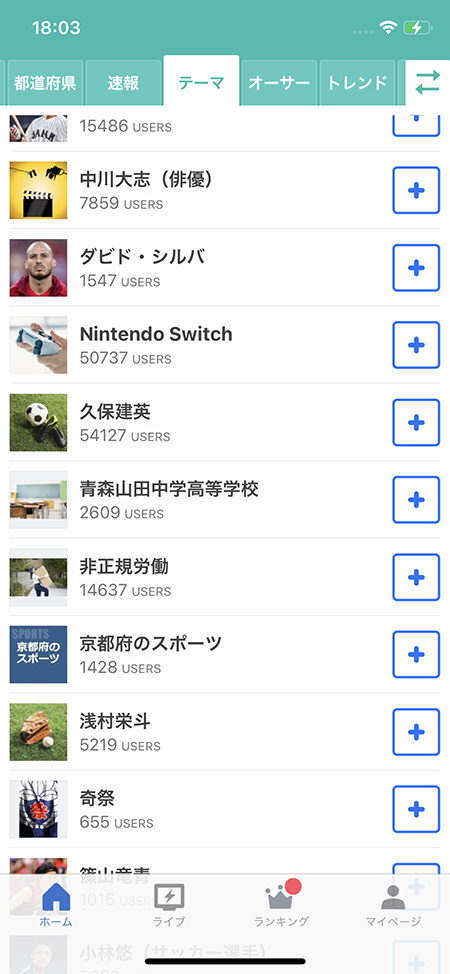 18:03
都道府県
速報
テーマ
オーサー
トレンド
15486 USERS
中川大志（俳優）
7859 USERS
ダビド・シルバ
1547 USERS
Nintendo Switch
50737 USERS
久保建英
54127 USERS
青森山田中学高等学校
2609 USERS
非正規労働
14637 USERS
SPORTS
京都府の
スポーツ
京都府のスポーツ
1428 USERS
浅村栄斗
5219 USERS
奇祭
655 USERS
篠山竜青
1016 USERS
ホーム
ライブ
ランキング
マイページ
小林悠（サッカー選手）